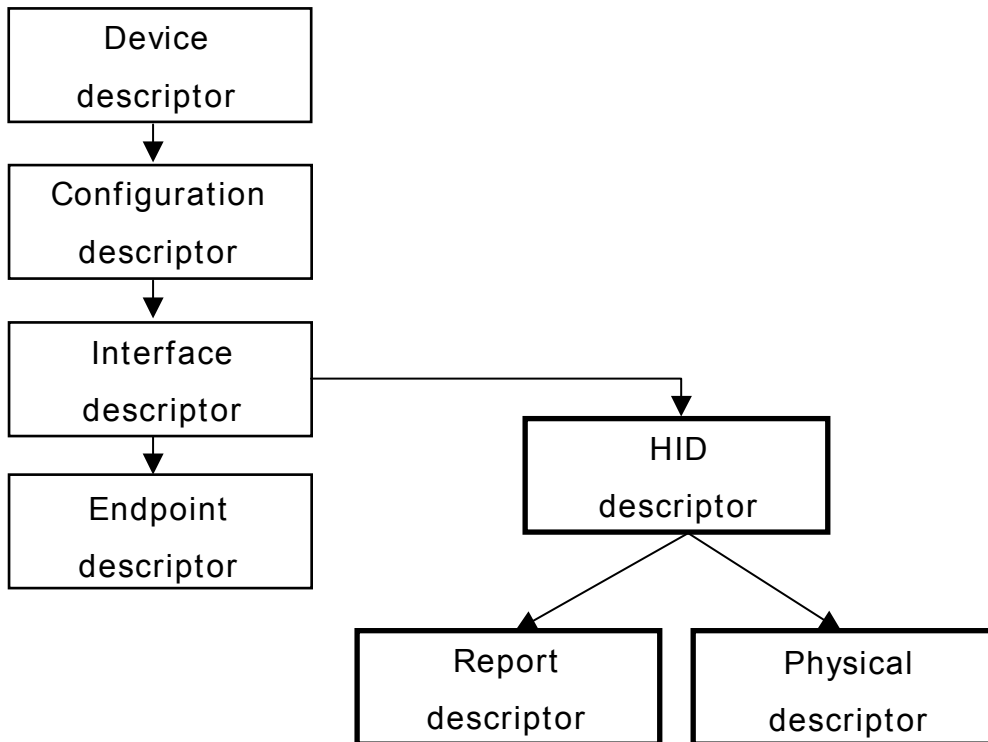 Device
descriptor
Configuration
descriptor
Interface
descriptor
Endpoint
descriptor
HID
descriptor
Report
descriptor
Physical
descriptor